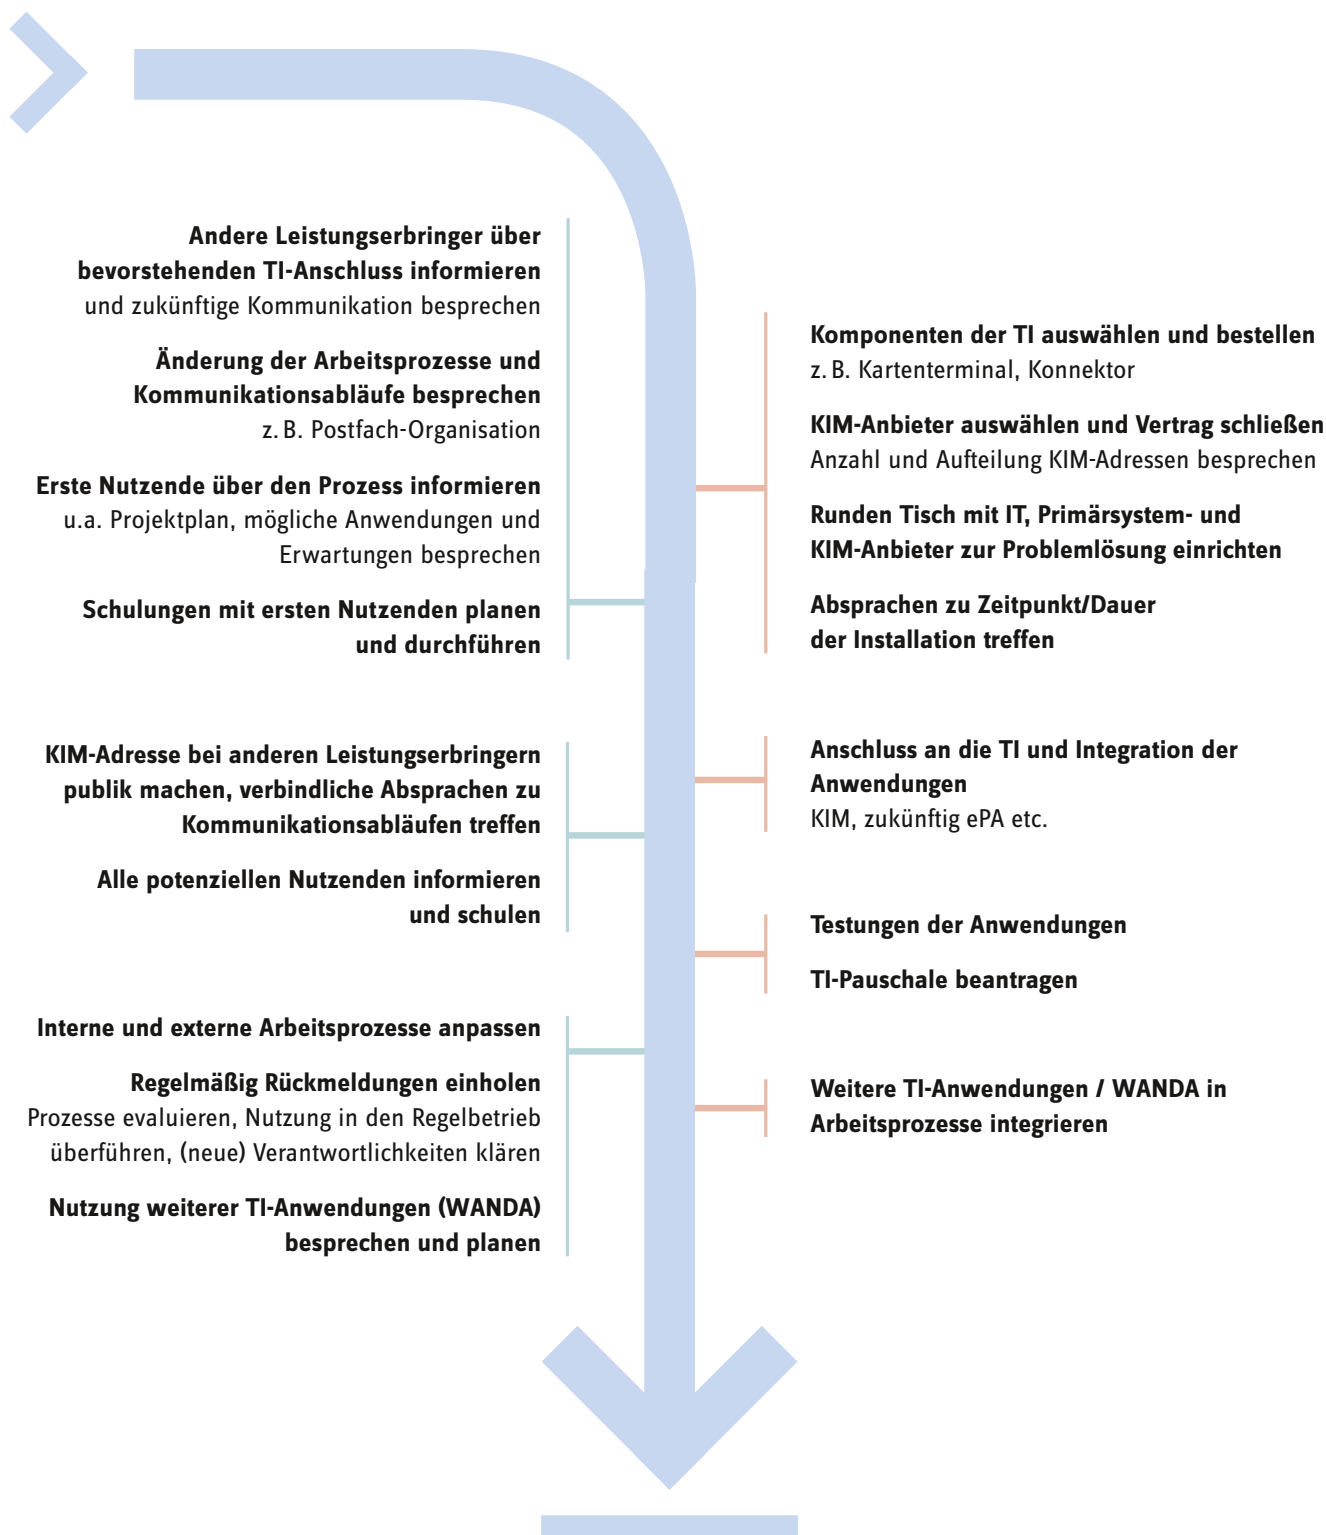 Andere Leistungserbringer über
bevorstehenden TI-Anschluss informieren
und zukünftige Kommunikation besprechen
Änderung der Arbeitsprozesse und
Kommunikationsabläufe besprechen
z. B. Postfach-Organisation
Erste Nutzende über den Prozess informieren
u.a. Projektplan, mögliche Anwendungen und
Erwartungen besprechen
Schulungen mit ersten Nutzenden planen
und durchführen
KIM-Adresse bei anderen Leistungserbringern
publik machen, verbindliche Absprachen zu
Kommunikationsabläufen treffen
Alle potenziellen Nutzenden informieren
und schulen
Interne und externe Arbeitsprozesse anpassen
Regelmäßig Rückmeldungen einholen
Prozesse evaluieren, Nutzung in den Regelbetrieb
überführen, (neue) Verantwortlichkeiten klären
Nutzung weiterer TI-Anwendungen (WANDA)
besprechen und planen
Komponenten der TI auswählen und bestellen
z. B. Kartenterminal, Konnektor
KIM-Anbieter auswählen und Vertrag schließen
Anzahl und Aufteilung KIM-Adressen besprechen
Runden Tisch mit IT, Primärsystem- und
KIM-Anbieter zur Problemlösung einrichten
Absprachen zu Zeitpunkt/Dauer
der Installation treffen
Anschluss an die TI und Integration der
Anwendungen
KIM, zukünftig ePA etc.
Testungen der Anwendungen
TI-Pauschale beantragen
Weitere TI-Anwendungen / WANDA in
Arbeitsprozesse integrieren